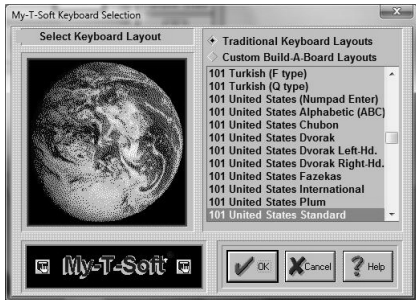 My-T-Soft Keyboard Selection
Select Keyboard Layout
Traditional Keyboard Layouts
Custom Build-A-Board Layouts
101 Turkish (F type)
101 Turkish (Q type)
101 United States (Numpad Enter)
101 United States Alphabetic (ABC)
101 United States Chubon
101 United States Dvorak
101 United States Dvorak Left-Hd.
101 United States Dvorak Right-Hd.
101 United States Fazekas
101 United States International
101 United States Plum
101 United States Standard
My-T-Soft
OK
Cancel
Help